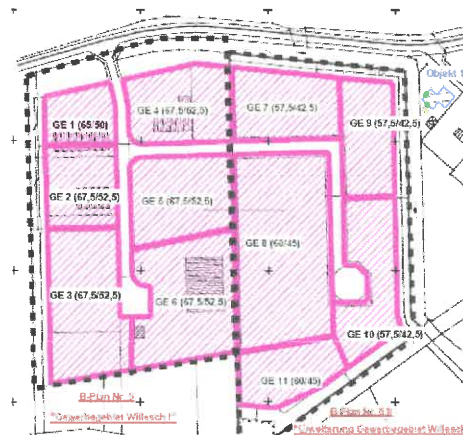 Objekt 1
GE 4 (67,5/52,5)
GE 7 (57,5/42,5)
GE 1 (65/50)
GE 9 (57,5/42,5)
GE 2 (67,5/52,5)
GE 5 (67,5/52,5)
GE 8 (60/45)
GE 3 (67,5/52,5)
GE 6 (67,5/52,5)
GE 10 (57,5/42,5)
GE 11 (60/45)
B-Plan Nr. 5
"Gewerbegebiet Willesch I"
B-Plan Nr.
"Erweiterung Gewerbegebiet Willesch